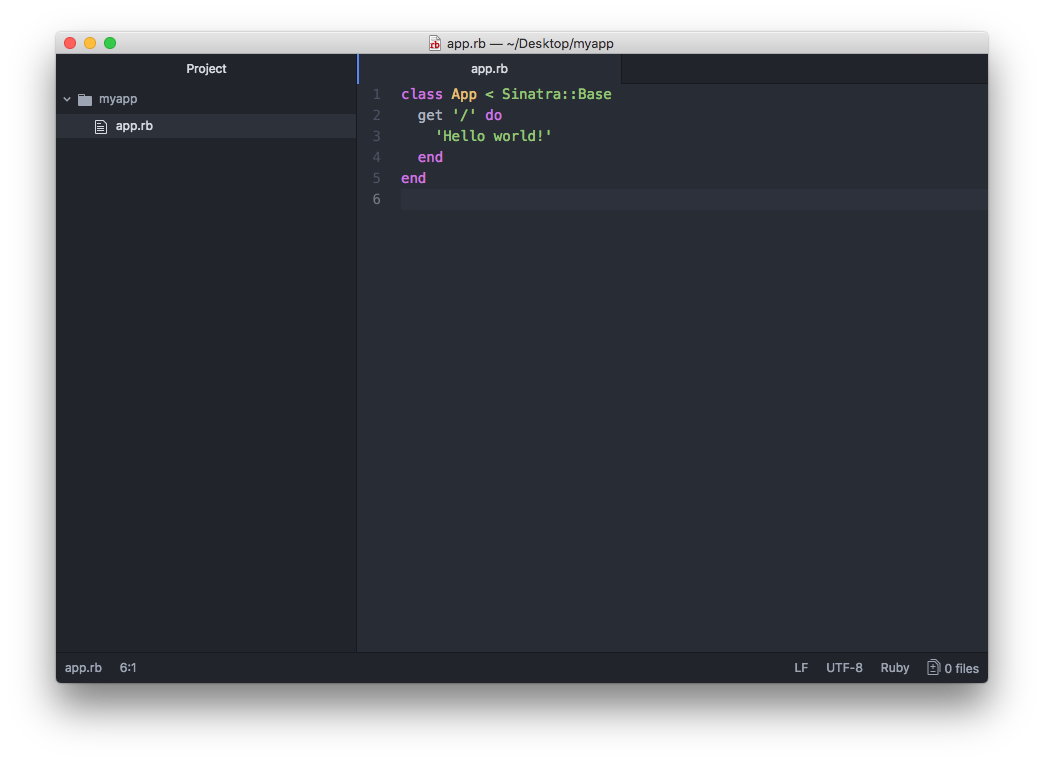 app.rb — ~/Desktop/myapp
Project
app.rb
myapp
app.rb
1 class App < Sinatra::Base
2   get '/' do
3     'Hello world!'
4   end
5 end
6
app.rb 6:1 LF UTF-8 Ruby 0 files